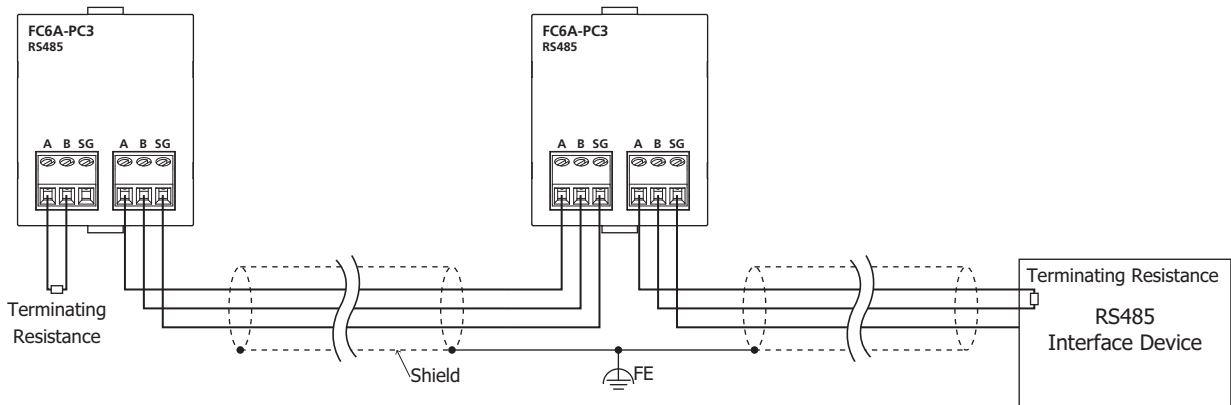 FC6A-PC3
RS485
A B SG A B SG
FC6A-PC3
RS485
A B SG A B SG
Terminating
Resistance
Shield
FE
Terminating Resistance
RS485
Interface Device